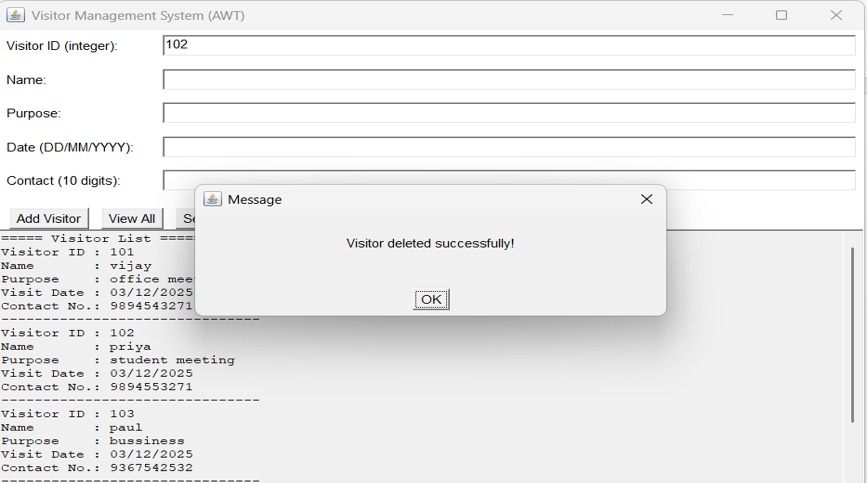 Visitor Management System (AWT)
Visitor ID (integer): 102
Name:
Purpose:
Date (DD/MM/YYYY):
Contact (10 digits):
Message
Visitor deleted successfully!
OK
Add Visitor View All
===== Visitor List =====
Visitor ID : 101
Name : vijay
Purpose : office
Visit Date : 03/12/2025
Contact No.: 9894543271
------------------------------
Visitor ID : 102
Name : priya
Purpose : student meeting
Visit Date : 03/12/2025
Contact No.: 9894553271
------------------------------
Visitor ID : 103
Name : paul
Purpose : bussiness
Visit Date : 03/12/2025
Contact No.: 9367542532
------------------------------